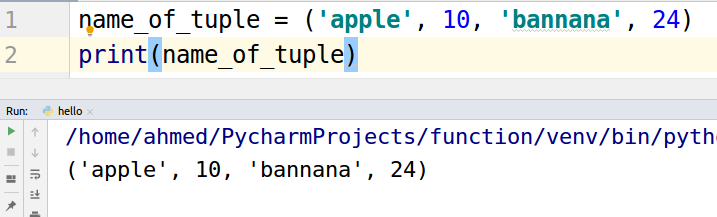 1 name_of_tuple = ('apple', 10, 'bannana', 24)
2 print(name_of_tuple)
Run: hello ×
/home/ahmed/PycharmProjects/function/venv/bin/pyth
('apple', 10, 'bannana', 24)